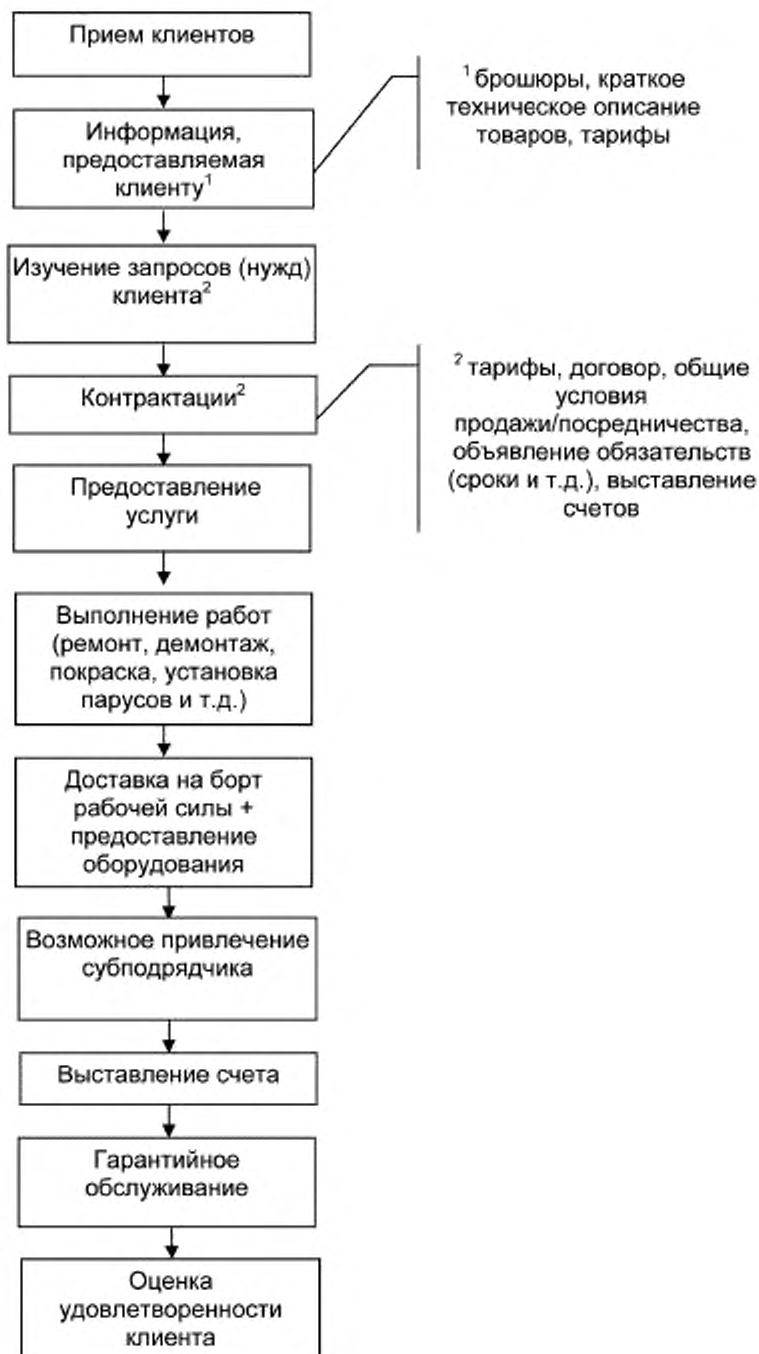 Прием клиентов
Информация,
предоставляемая
клиенту¹
¹ брошюры, краткое
техническое описание
товаров, тарифы
Изучение запросов (нужд)
клиента²
Контрактации²
² тарифы, договор, общие
условия
продажи/посредничества,
объявление обязательств
(сроки и т.д.), выставление
счетов
Предоставление
услуги
Выполнение работ
(ремонт, демонтаж,
покраска, установка
парусов и т.д.)
Доставка на борт
рабочей силы +
предоставление
оборудования
Возможное привлечение
субподрядчика
Выставление счета
Гарантийное
обслуживание
Оценка
удовлетворенности
клиента